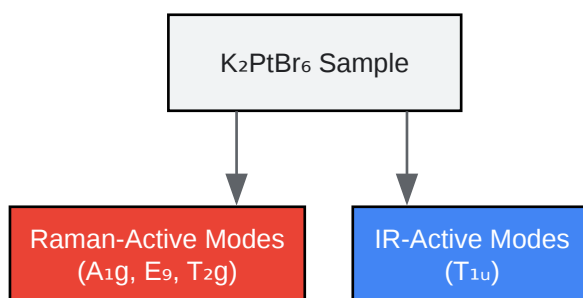 K₂PtBr₆ Sample
Raman-Active Modes
(A₁g, E₉, T₂g)
IR-Active Modes
(T₁ᵤ)